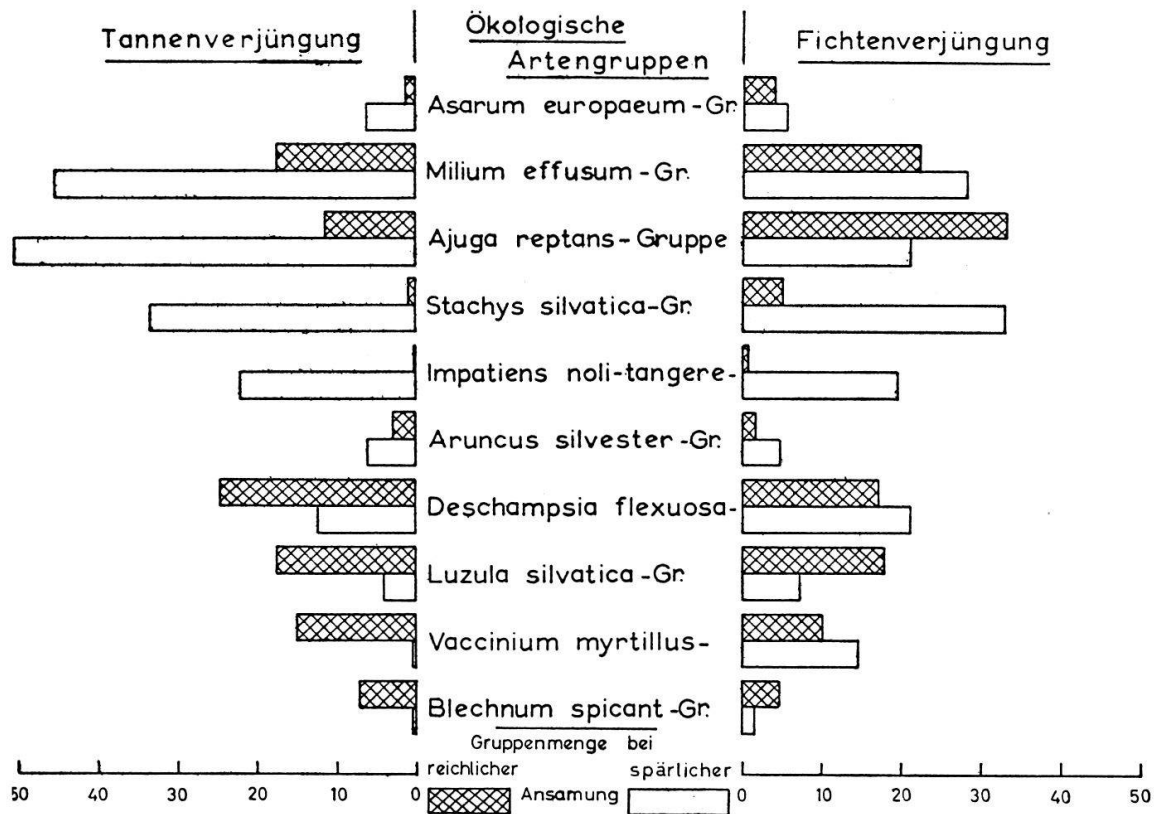 Tannenverjüngung
Ökologische
Artengruppen
Fichtenverjüngung
Asarum europaeum-Gr.
Milium effusum-Gr.
Ajuga reptans-Gruppe
Stachys silvatica-Gr.
Impatiens noli-tangere-
Aruncus silvester-Gr.
Deschampsia flexuosa-
Luzula silvatica-Gr.
Vaccinium myrtillus-
Blechnum spicant-Gr.
Gruppenmenge bei
reichlicher spärlicher
Ansamung
50 40 30 20 10 0
0 10 20 30 40 50